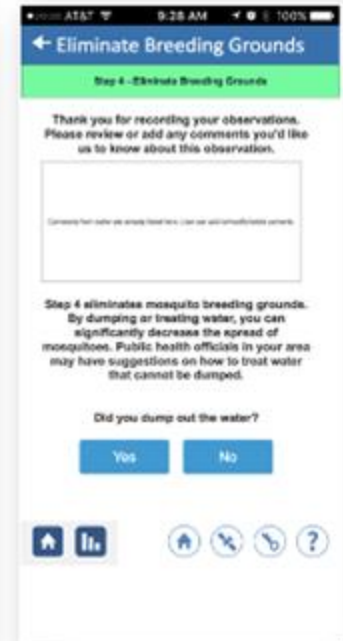 AT&T 9:28 AM 100%
Eliminate Breeding Grounds
Step 4 - Eliminate Breeding Grounds
Thank you for recording your observations.
Please review or add any comments you'd like
us to know about this observation.
Step 4 eliminates mosquito breeding grounds.
By dumping or treating water, you can
significantly decrease the spread of
mosquitoes. Public health officials in your area
may have suggestions on how to treat water
that cannot be dumped.
Did you dump out the water?
Yes No
?